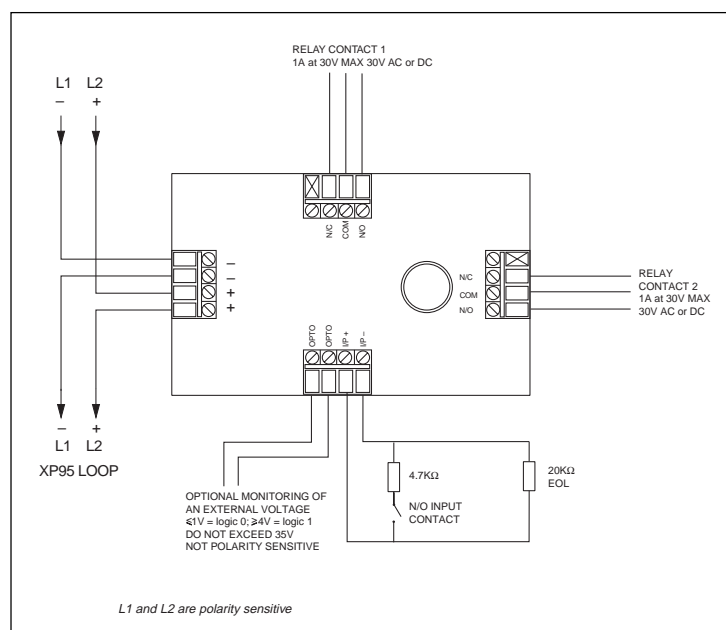 RELAY CONTACT 1
1A at 30V MAX 30V AC or DC
L1 L2
– +
N/C
COM
N/O
–
–
+
+
N/C
COM
N/O
RELAY
CONTACT 2
1A at 30V MAX
30V AC or DC
OPTO
OPTO
I/P +
I/P –
– +
L1 L2
XP95 LOOP
4.7KΩ
N/O INPUT
CONTACT
20KΩ
EOL
OPTIONAL MONITORING OF
AN EXTERNAL VOLTAGE
⩽1V = logic 0; ⩾4V = logic 1
DO NOT EXCEED 35V
NOT POLARITY SENSITIVE
L1 and L2 are polarity sensitive